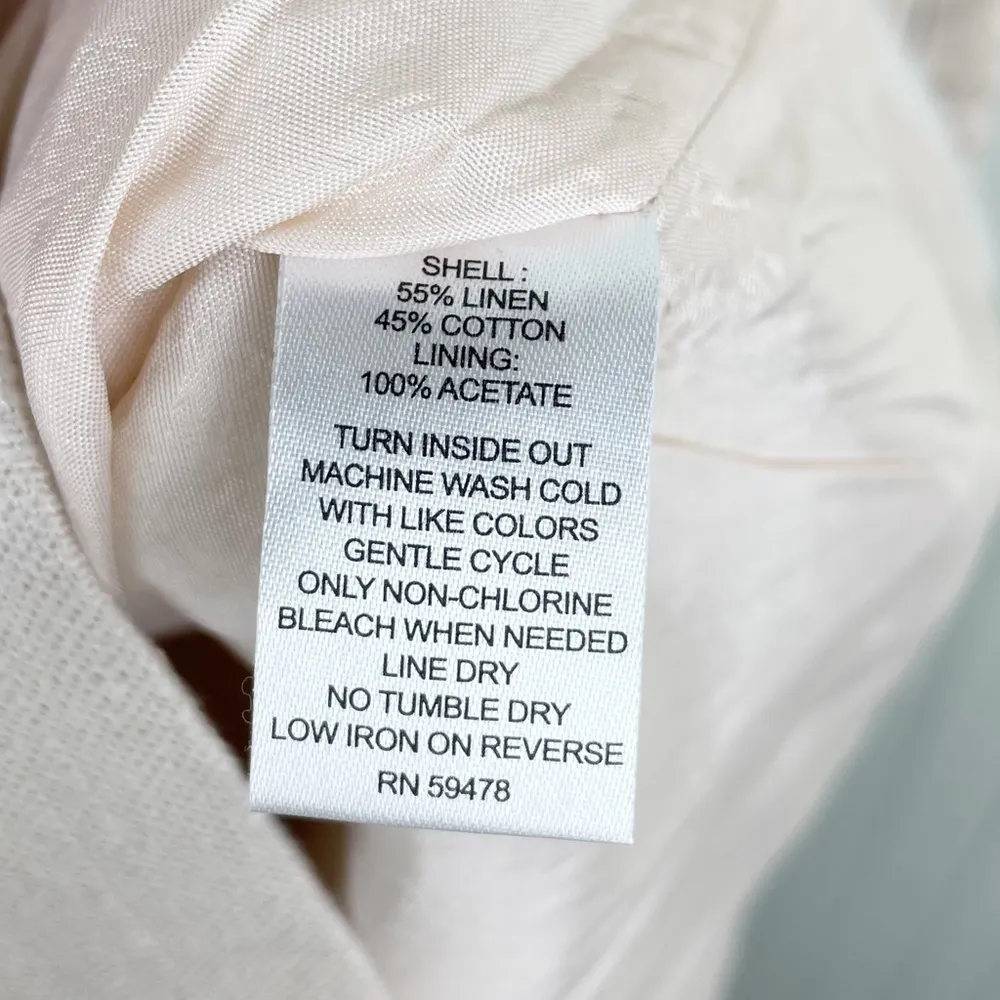 SHELL :
55% LINEN
45% COTTON
LINING:
100% ACETATE
TURN INSIDE OUT
MACHINE WASH COLD
WITH LIKE COLORS
GENTLE CYCLE
ONLY NON-CHLORINE
BLEACH WHEN NEEDED
LINE DRY
NO TUMBLE DRY
LOW IRON ON REVERSE
RN 59478